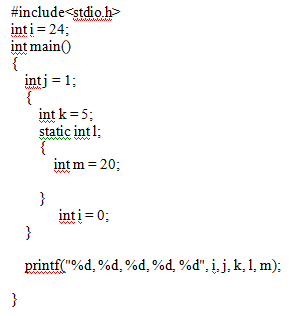 #include<stdio.h>
int i = 24;
int main()
{
int j = 1;
{
int k = 5;
static int l;
{
int m = 20;
}
int i = 0;
}
printf("%d, %d, %d, %d, %d", i, j, k, l, m);
}